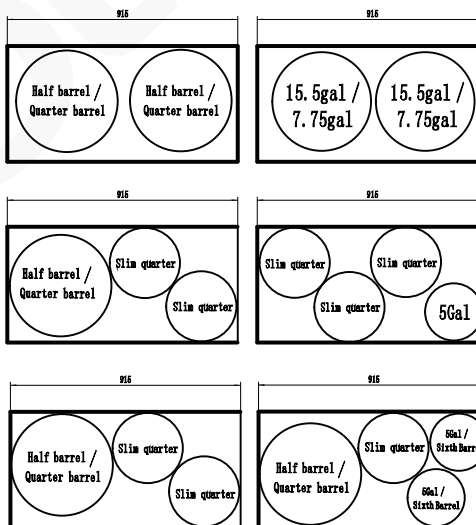 915
915
Half barrel /
Quarter barrel
Half barrel /
Quarter barrel
15.5gal /
7.75gal
15.5gal /
7.75gal
915
915
Half barrel /
Quarter barrel
Slim quarter
Slim quarter
Slim quarter
Slim quarter
Slim quarter
5Gal
915
915
Half barrel /
Quarter barrel
Slim quarter
Slim quarter
Half barrel /
Quarter barrel
Slim quarter
5Gal /
Sixth Barre
5Gal /
Sixth Barrel